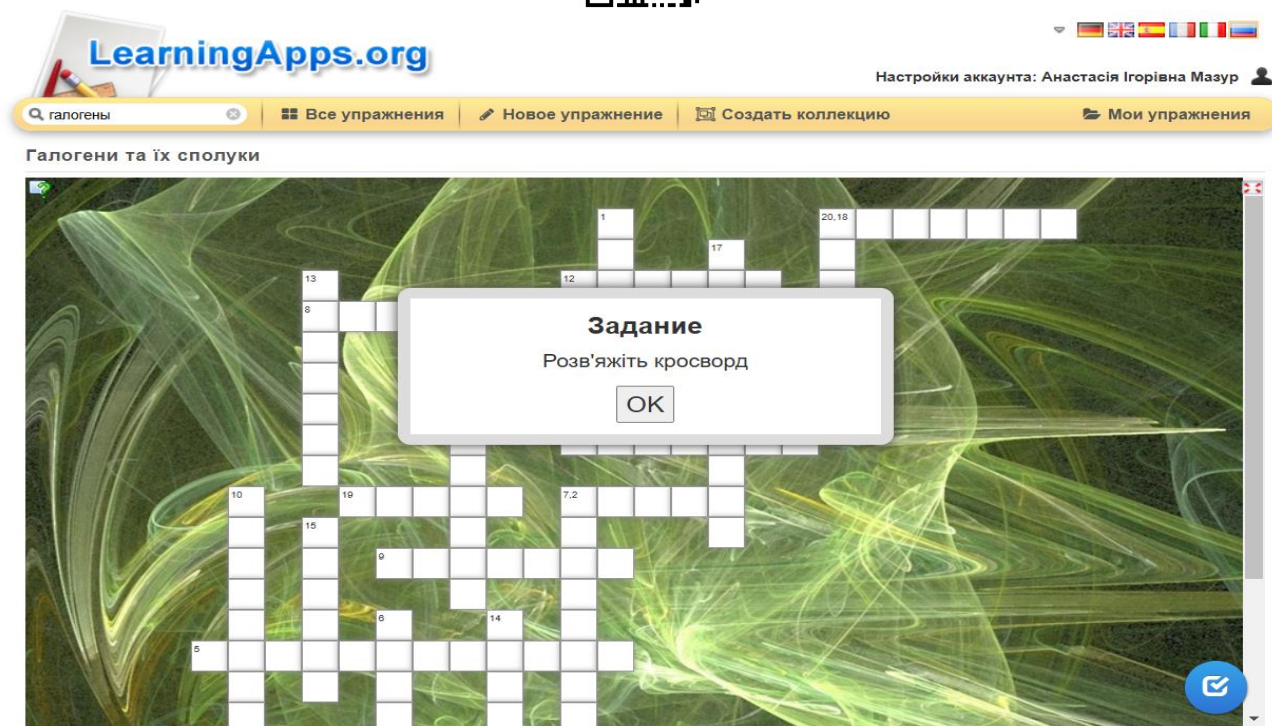 LearningApps.org
Настройки аккаунта: Анастасія Ігорівна Мазур
галогены
Все упражнения
Новое упражнение
Создать коллекцию
Мои упражнения
Галогени та їх сполуки
1
20,18
17
13
12
8
Задание
Розв'яжіть кросворд
OK
10
19
7,2
15
9
6
14
5